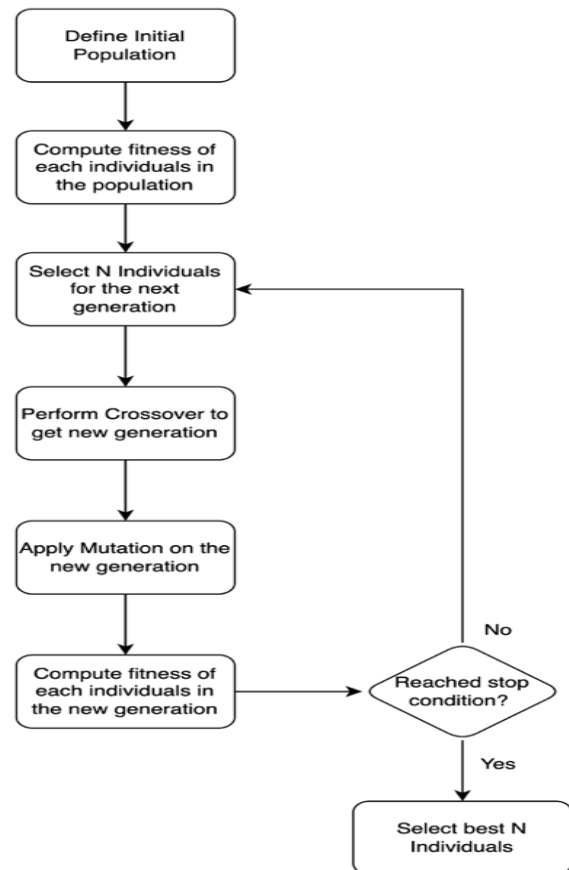 Define Initial
Population
Compute fitness of
each individuals in
the population
Select N Individuals
for the next
generation
Perform Crossover to
get new generation
Apply Mutation on the
new generation
Compute fitness of
each individuals in
the new generation
No
Reached stop
condition?
Yes
Select best N
Individuals